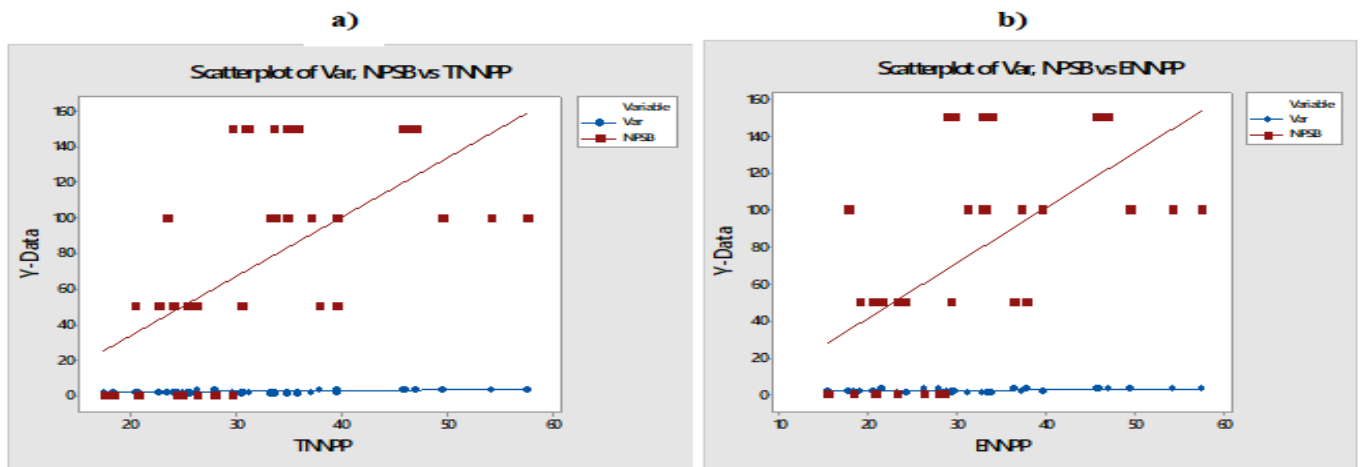 a)
Scatterplot of Var, NPSB vs TNNPP
160
140
120
100
80
60
40
20
0
Y-Data
20
30
40
50
60
TNNPP
Variable
Var
NPSB
b)
Scatterplot of Var, NPSB vs ENNPP
160
140
120
100
80
60
40
20
0
Y-Data
10
20
30
40
50
60
ENNPP
Variable
Var
NPSB